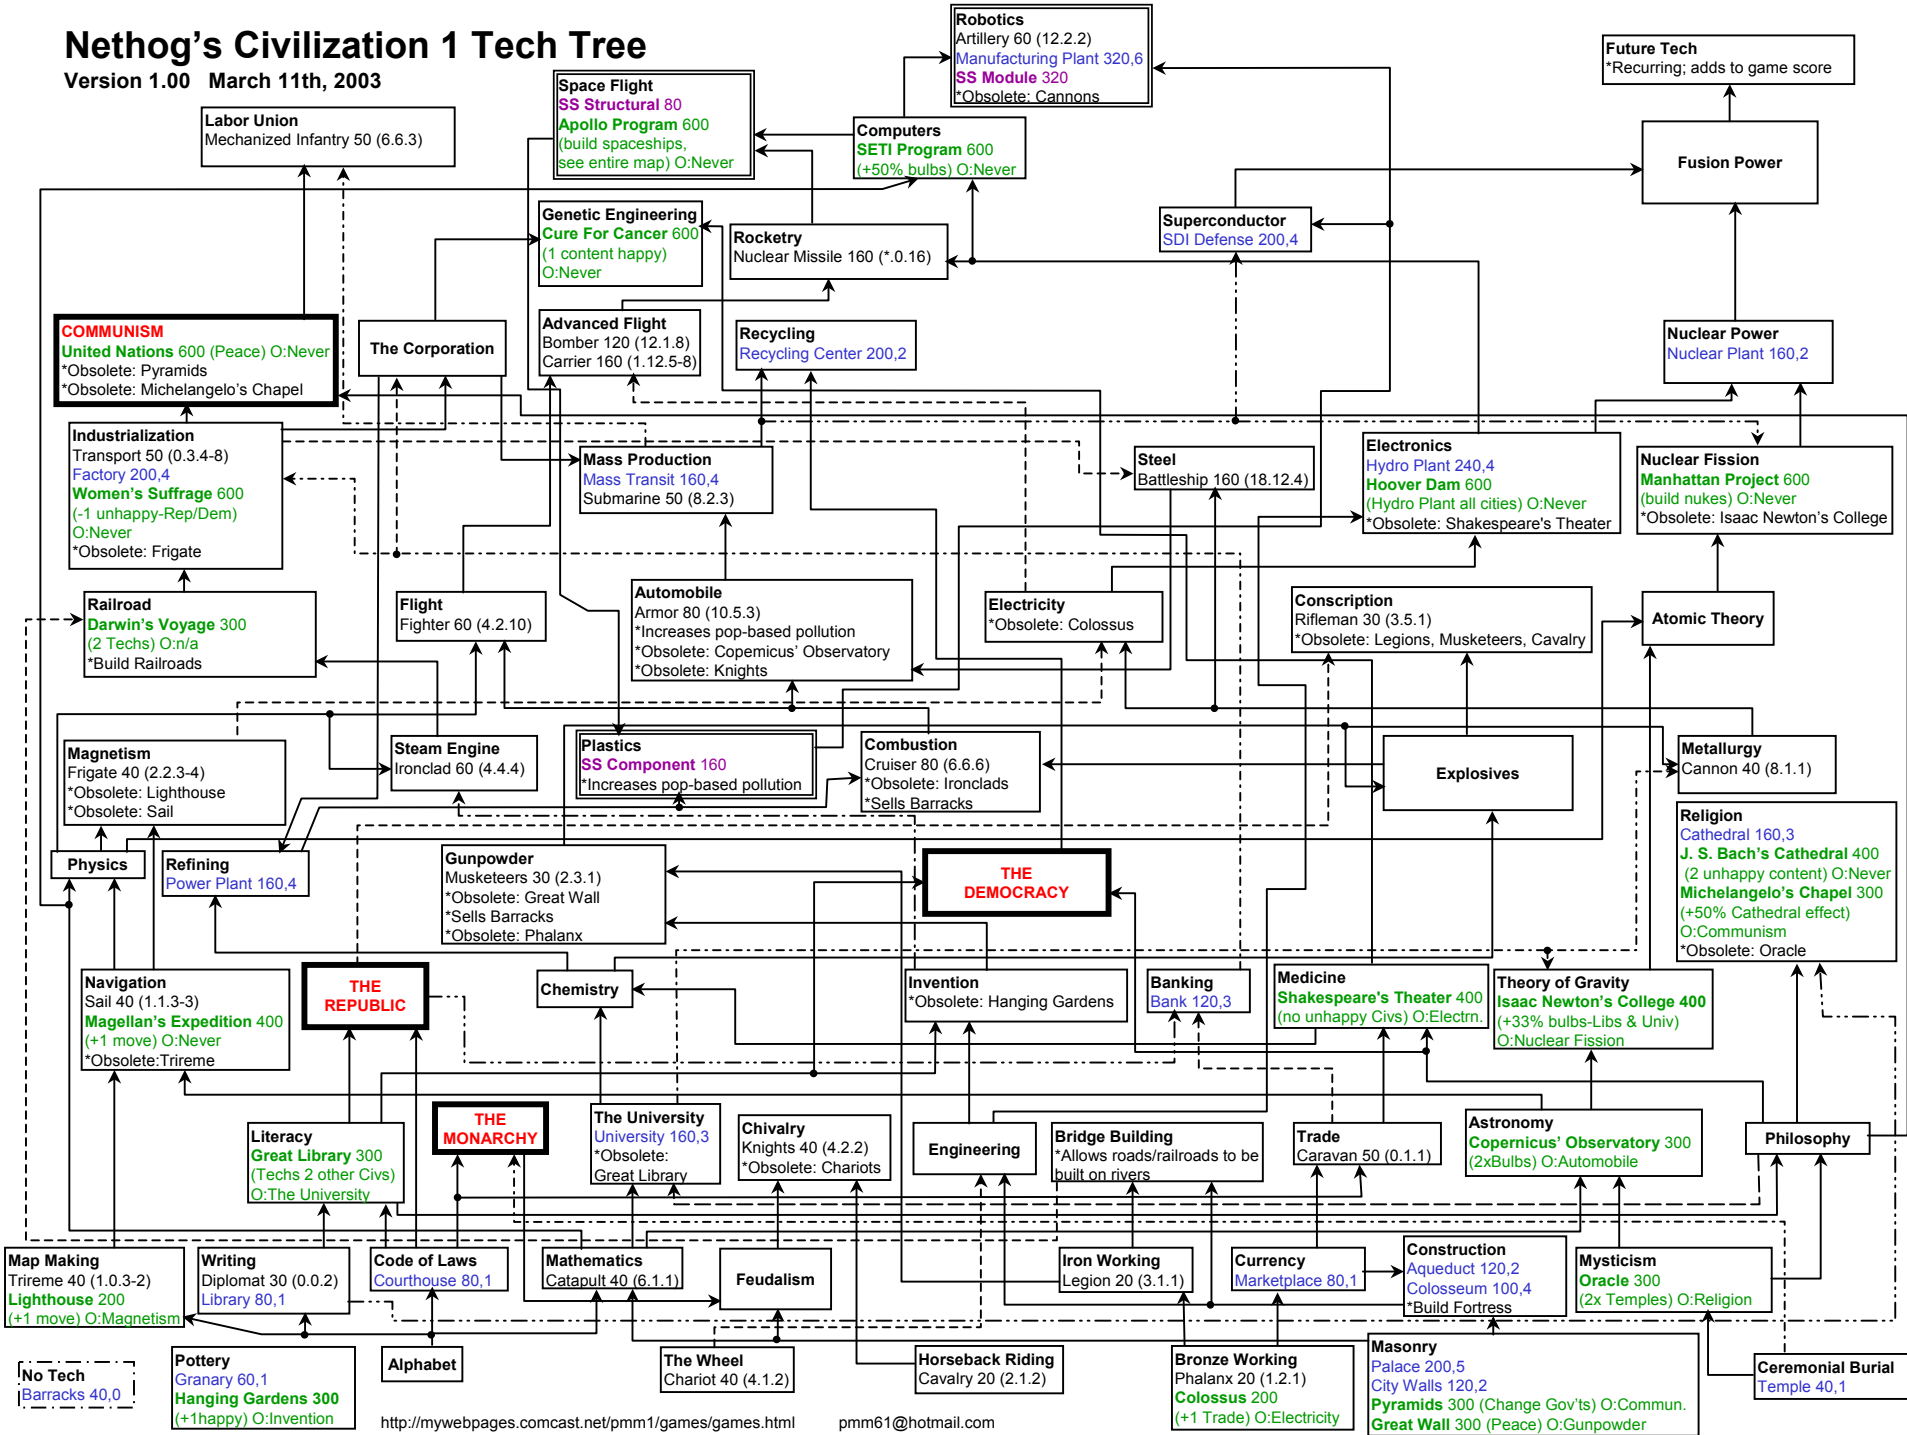 Nethog's Civilization 1 Tech Tree
Version 1.00 March 11th, 2003
Robotics
Artillery 60 (12.2.2)
Manufacturing Plant 320,6
SS Module 320
*Obsolete: Cannons
Future Tech
*Recurring; adds to game score
Space Flight
SS Structural 80
Apollo Program 600
(build spaceships,
see entire map) O:Never
Labor Union
Mechanized Infantry 50 (6.6.3)
Computers
SETI Program 600
(+50% bulbs) O:Never
Fusion Power
Genetic Engineering
Cure For Cancer 600
(1 content happy)
O:Never
Rocketry
Nuclear Missile 160 (*.0.16)
Superconductor
SDI Defense 200,4
COMMUNISM
United Nations 600 (Peace) O:Never
*Obsolete: Pyramids
*Obsolete: Michelangelo's Chapel
The Corporation
Advanced Flight
Bomber 120 (12.1.8)
Carrier 160 (1.12.5-8)
Recycling
Recycling Center 200,2
Nuclear Power
Nuclear Plant 160,2
Industrialization
Transport 50 (0.3.4-8)
Factory 200,4
Women's Suffrage 600
(-1 unhappy-Rep/Dem)
O:Never
*Obsolete: Frigate
Mass Production
Mass Transit 160,4
Submarine 50 (8.2.3)
Steel
Battleship 160 (18.12.4)
Electronics
Hydro Plant 240,4
Hoover Dam 600
(Hydro Plant all cities) O:Never
*Obsolete: Shakespeare's Theater
Nuclear Fission
Manhattan Project 600
(build nukes) O:Never
*Obsolete: Isaac Newton's College
Railroad
Darwin's Voyage 300
(2 Techs) O:n/a
*Build Railroads
Flight
Fighter 60 (4.2.10)
Automobile
Armor 80 (10.5.3)
*Increases pop-based pollution
*Obsolete: Copemicus' Observatory
*Obsolete: Knights
Electricity
*Obsolete: Colossus
Conscription
Rifleman 30 (3.5.1)
*Obsolete: Legions, Musketeers, Cavalry
Atomic Theory
Magnetism
Frigate 40 (2.2.3-4)
*Obsolete: Lighthouse
*Obsolete: Sail
Steam Engine
Ironclad 60 (4.4.4)
Plastics
SS Component 160
*Increases pop-based pollution
Combustion
Cruiser 80 (6.6.6)
*Obsolete: Ironclads
*Sells Barracks
Explosives
Metallurgy
Cannon 40 (8.1.1)
Religion
Cathedral 160,3
J. S. Bach's Cathedral 400
(2 unhappy content) O:Never
Michelangelo's Chapel 300
(+50% Cathedral effect)
O:Communism
*Obsolete: Oracle
Physics
Refining
Power Plant 160,4
Gunpowder
Musketeers 30 (2.3.1)
*Obsolete: Great Wall
*Sells Barracks
*Obsolete: Phalanx
THE
DEMOCRACY
Navigation
Sail 40 (1.1.3-3)
Magellan's Expedition 400
(+1 move) O:Never
*Obsolete:Trireme
THE
REPUBLIC
Chemistry
Invention
*Obsolete: Hanging Gardens
Banking
Bank 120,3
Medicine
Shakespeare's Theater 400
(no unhappy Civs) O:Electrn.
Theory of Gravity
Isaac Newton's College 400
(+33% bulbs-Libs & Univ)
O:Nuclear Fission
Literacy
Great Library 300
(Techs 2 other Civs)
O:The University
THE
MONARCHY
The University
University 160,3
*Obsolete:
Great Library
Chivalry
Knights 40 (4.2.2)
*Obsolete: Chariots
Engineering
Bridge Building
*Allows roads/railroads to be
built on rivers
Trade
Caravan 50 (0.1.1)
Astronomy
Copernicus' Observatory 300
(2xBulbs) O:Automobile
Philosophy
Map Making
Trireme 40 (1.0.3-2)
Lighthouse 200
(+1 move) O:Magnetism
Writing
Diplomat 30 (0.0.2)
Library 80,1
Code of Laws
Courthouse 80,1
Mathematics
Catapult 40 (6.1.1)
Feudalism
Iron Working
Legion 20 (3.1.1)
Currency
Marketplace 80,1
Construction
Aqueduct 120,2
Colosseum 100,4
*Build Fortress
Mysticism
Oracle 300
(2x Temples) O:Religion
No Tech
Barracks 40,0
Pottery
Granary 60,1
Hanging Gardens 300
(+1happy) O:Invention
Alphabet
The Wheel
Chariot 40 (4.1.2)
Horseback Riding
Cavalry 20 (2.1.2)
Bronze Working
Phalanx 20 (1.2.1)
Colossus 200
(+1 Trade) O:Electricity
Masonry
Palace 200,5
City Walls 120,2
Pyramids 300 (Change Gov'ts) O:Commun.
Great Wall 300 (Peace) O:Gunpowder
Ceremonial Burial
Temple 40,1
http://mywebpages.comcast.net/pmm1/games/games.html pmm61@hotmail.com